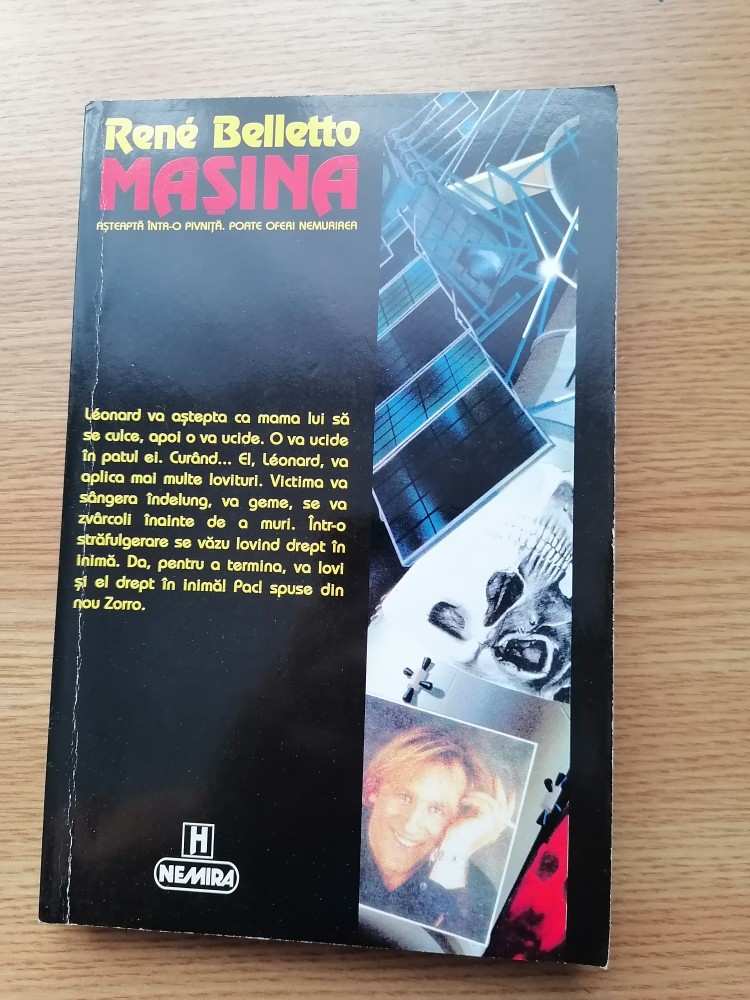 René Belletto
MAȘINA
AȘTEAPTĂ ÎNTR-O PIVNIȚĂ. POATE OFERI NEMURIREA
Léonard va aștepta ca mama lui să
se culce, apoi o va ucide. O va ucide
în patul ei. Curând... El, Léonard, va
aplica mai multe lovituri. Victima va
sângera îndelung, va geme, se va
zvârcoli înainte de a muri. Într-o
străfulgerare se văzu lovind drept în
inimă. Da, pentru a termina, va lovi
și el drept în inimă! Pac! spuse din
nou Zorro.
H
NEMIRA